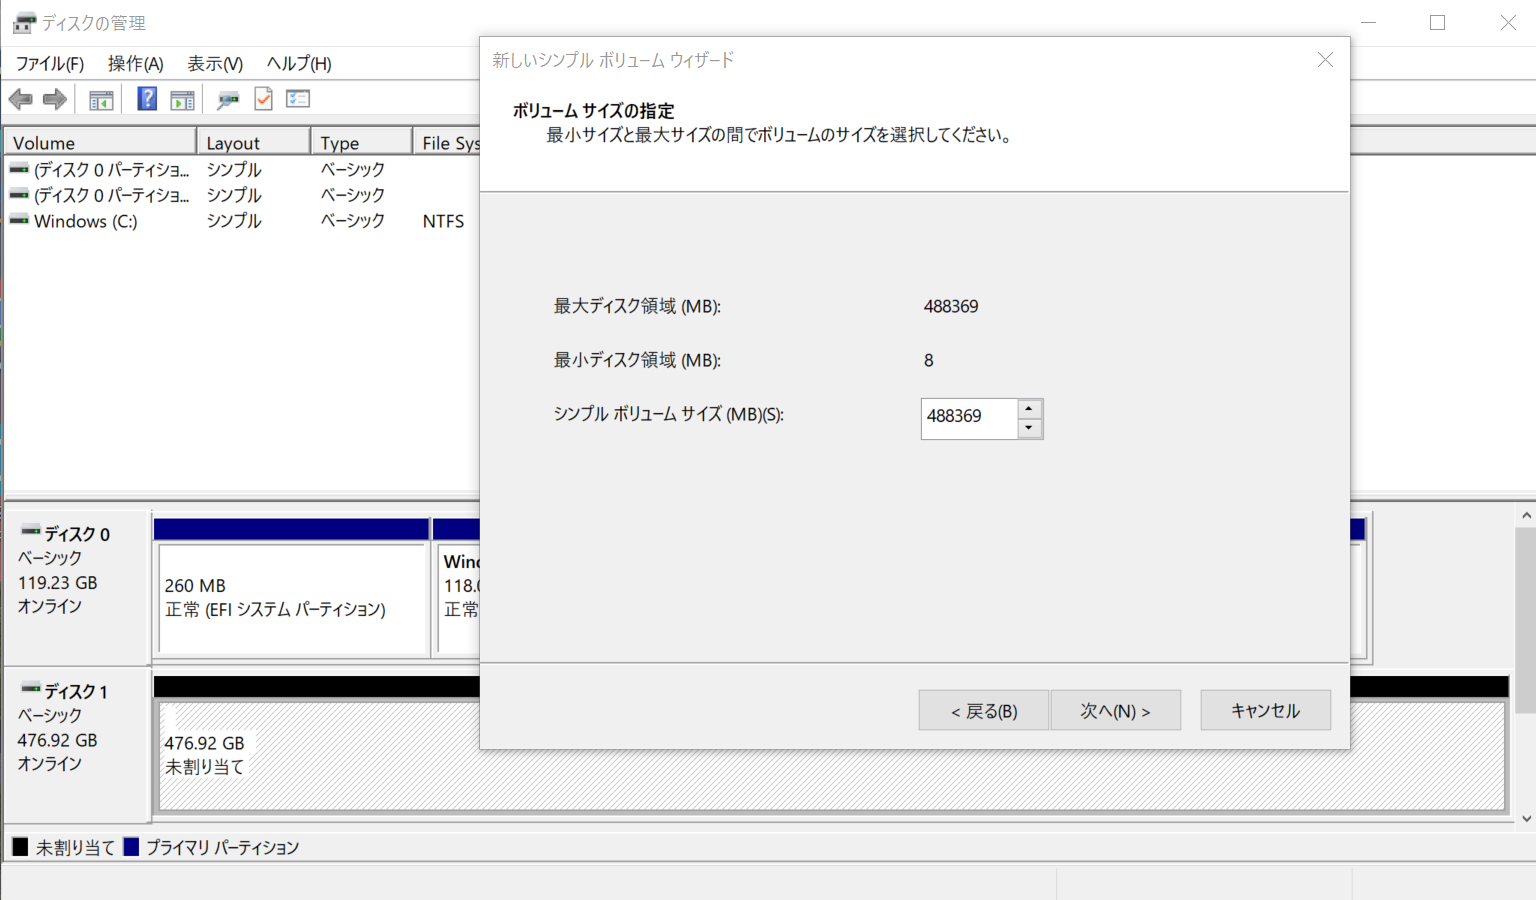 ディスクの管理
ファイル(F) 操作(A) 表示(V) ヘルプ(H)
Volume Layout Type File Sys
(ディスク 0 パーティショ... シンプル ベーシック
(ディスク 0 パーティショ... シンプル ベーシック
Windows (C:) シンプル ベーシック NTFS
新しいシンプル ボリューム ウィザード
ボリューム サイズの指定
最小サイズと最大サイズの間でボリュームのサイズを選択してください。
最大ディスク領域 (MB): 488369
最小ディスク領域 (MB): 8
シンプル ボリューム サイズ (MB)(S): 488369
< 戻る(B) 次へ(N) > キャンセル
ディスク 0
ベーシック
119.23 GB
オンライン
260 MB
正常 (EFI システム パーティション)
Wind
118.0
正常
ディスク 1
ベーシック
476.92 GB
オンライン
476.92 GB
未割り当て
未割り当て プライマリ パーティション